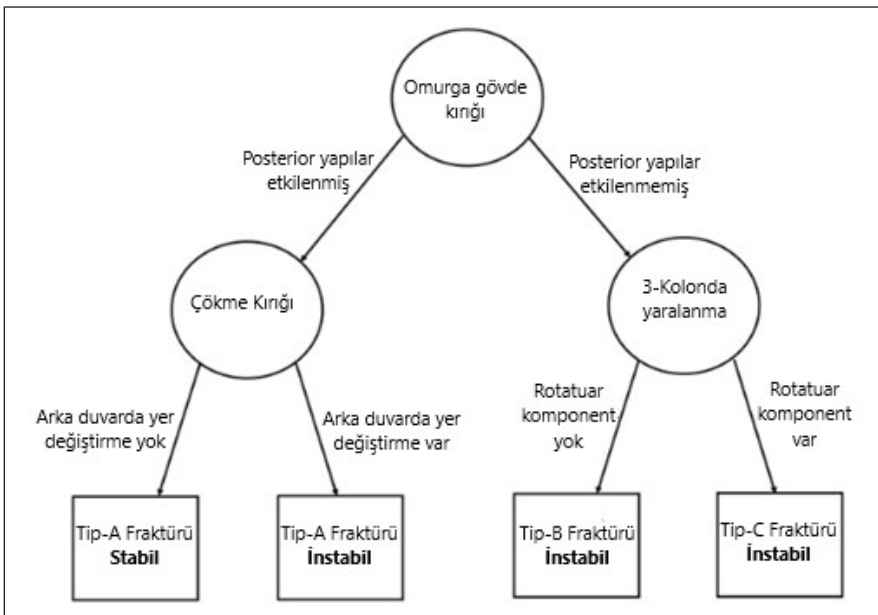 Omurga gövde
kırığı
Posterior yapılar
etkilenmiş
Posterior yapılar
etkilenmemiş
Çökme Kırığı
3-Kolonda
yaralanma
Arka duvarda yer
değiştirme yok
Arka duvarda yer
değiştirme var
Rotatuar
komponent
yok
Rotatuar
komponent
var
Tip-A Fraktürü
Stabil
Tip-A Fraktürü
İnstabil
Tip-B Fraktürü
İnstabil
Tip-C Fraktürü
İnstabil